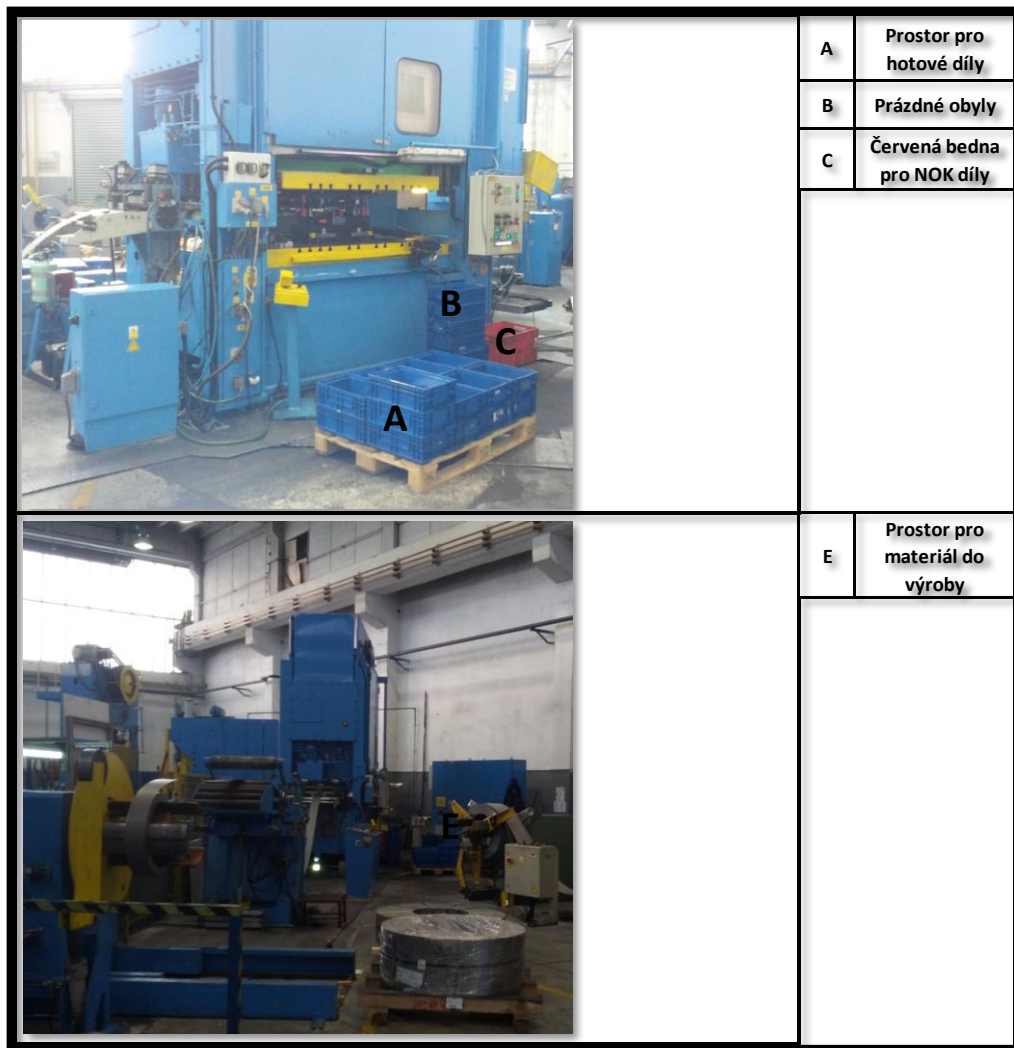 A
Prostor pro
hotové díly
B
Prázdné obyly
C
Červená bedna
pro NOK díly
B
C
A
E
Prostor pro
materiál do
výroby
E